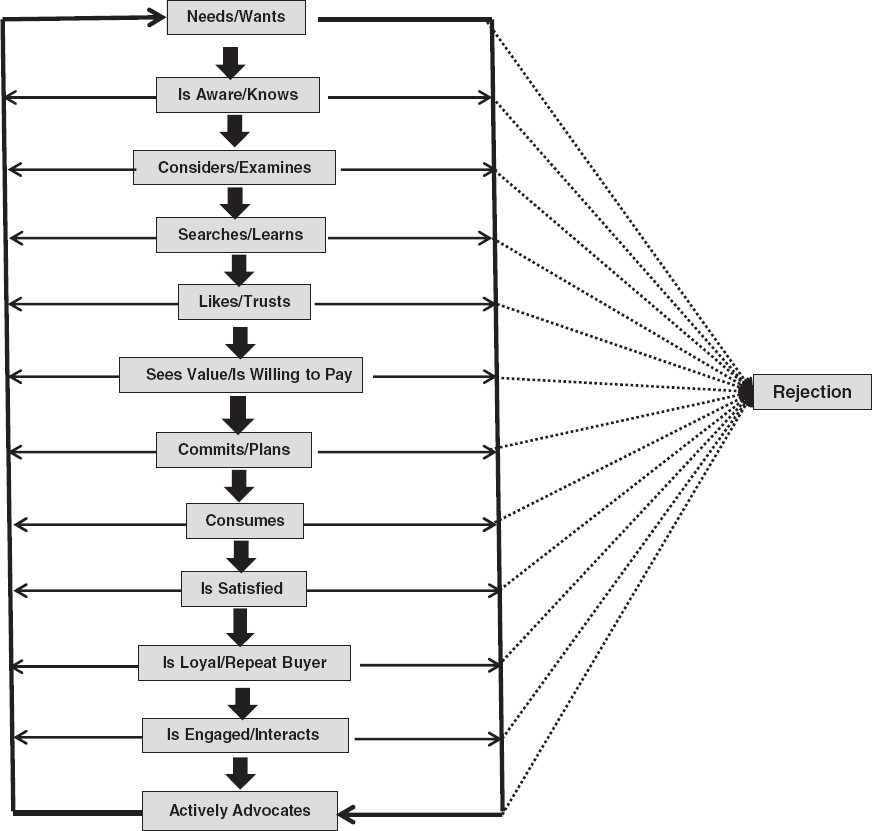 Needs/Wants
Is Aware/Knows
Considers/Examines
Searches/Learns
Likes/Trusts
Sees Value/Is Willing to Pay
Rejection
Commits/Plans
Consumes
Is Satisfied
Is Loyal/Repeat Buyer
Is Engaged/Interacts
Actively Advocates